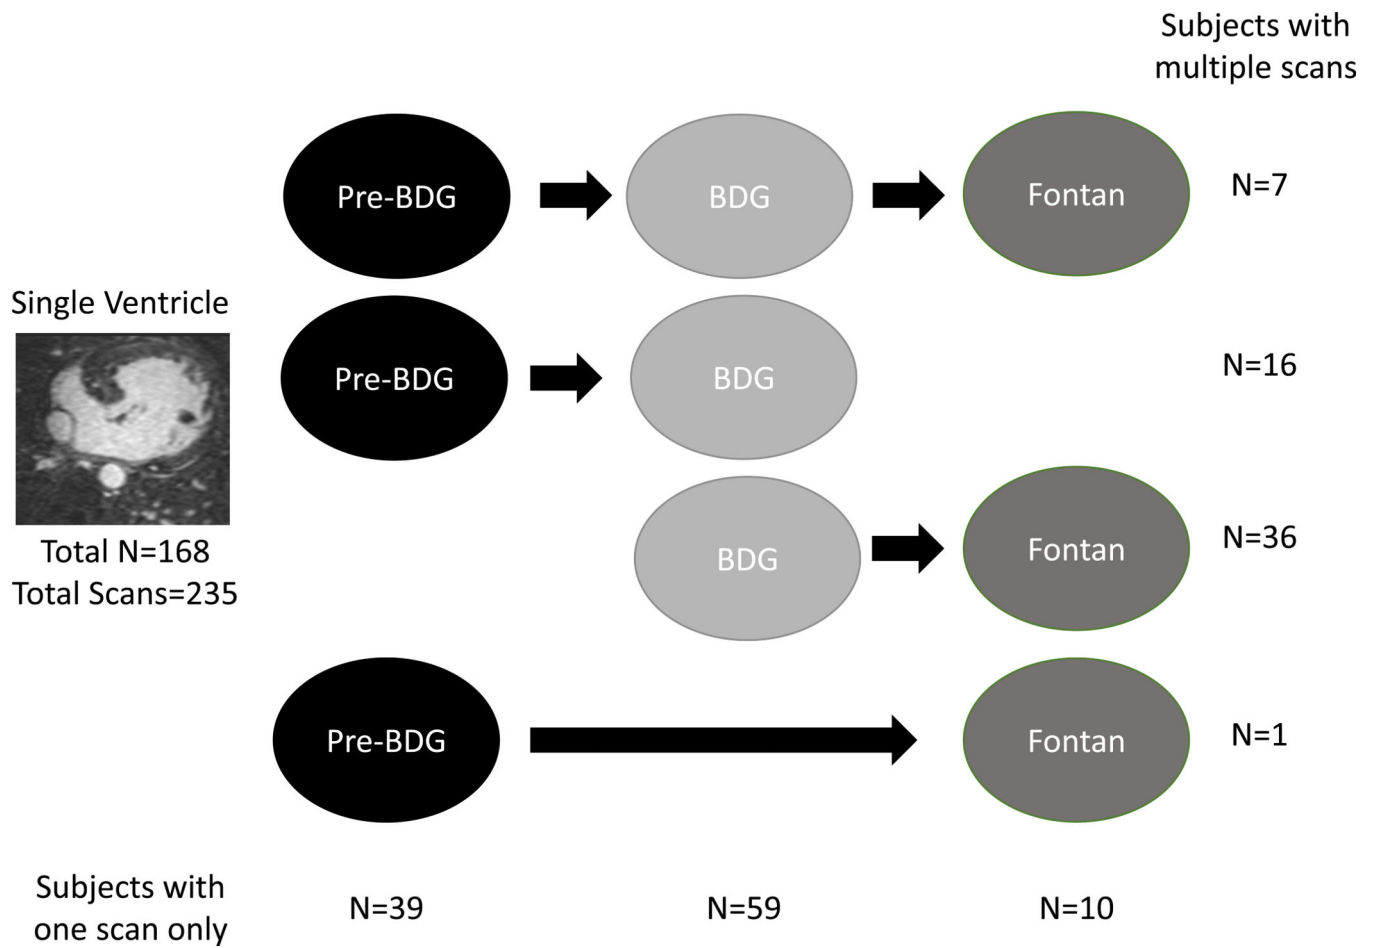 Subjects with
multiple scans
Pre-BDG
BDG
Fontan
N=7
Single Ventricle
Pre-BDG
BDG
N=16
Total N=168
Total Scans=235
BDG
Fontan
N=36
Pre-BDG
Fontan
N=1
Subjects with
one scan only
N=39
N=59
N=10